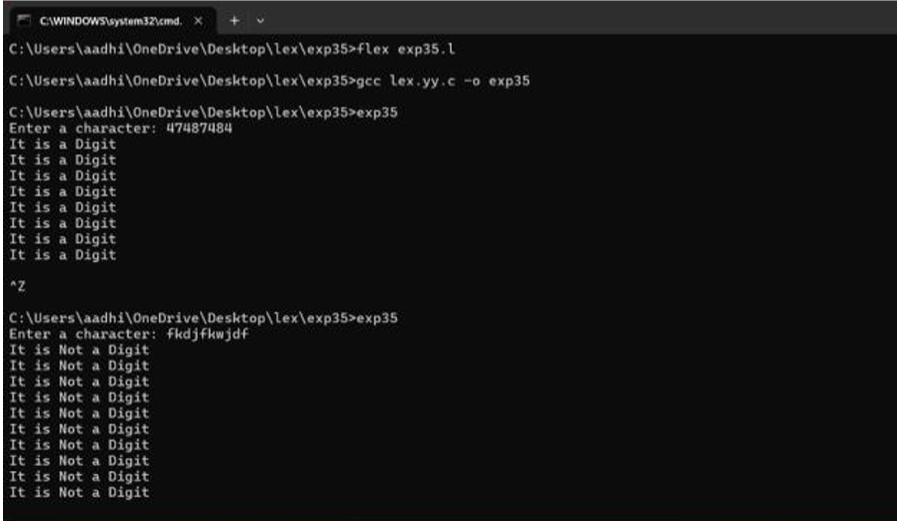 C:\WINDOWS\system32\cmd. × + ⌄
C:\Users\aadhi\OneDrive\Desktop\lex\exp35>flex exp35.l
C:\Users\aadhi\OneDrive\Desktop\lex\exp35>gcc lex.yy.c -o exp35
C:\Users\aadhi\OneDrive\Desktop\lex\exp35>exp35
Enter a character: 47487484
It is a Digit
It is a Digit
It is a Digit
It is a Digit
It is a Digit
It is a Digit
It is a Digit
It is a Digit
^Z
C:\Users\aadhi\OneDrive\Desktop\lex\exp35>exp35
Enter a character: fkdjfkwjdf
It is Not a Digit
It is Not a Digit
It is Not a Digit
It is Not a Digit
It is Not a Digit
It is Not a Digit
It is Not a Digit
It is Not a Digit
It is Not a Digit
It is Not a Digit